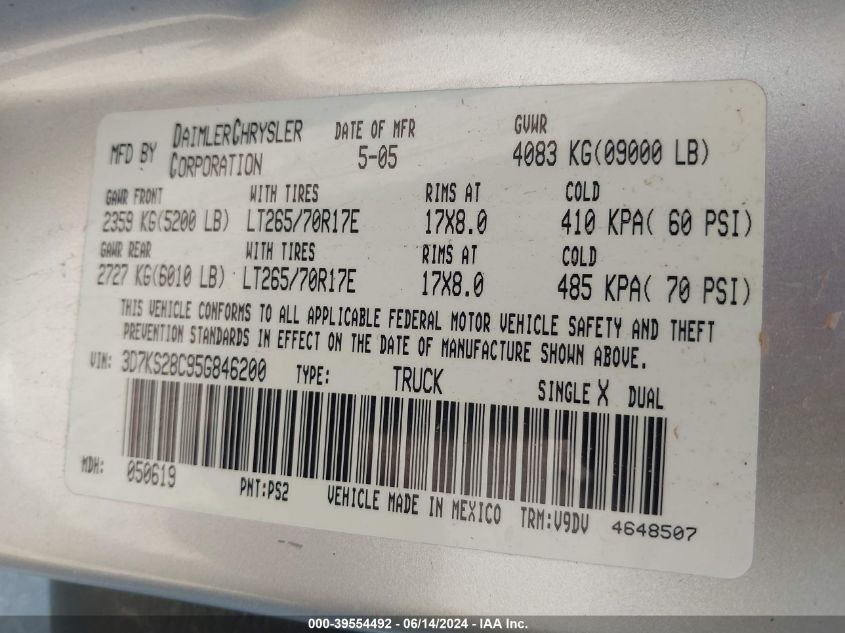 MFD BY DAIMLERCHRYSLER CORPORATION DATE OF MFR 5-05 GVWR 4083 KG(09000 LB)
GAWR FRONT WITH TIRES RIMS AT COLD
2359 KG(5200 LB) LT265/70R17E 17X8.0 410 KPA( 60 PSI)
GAWR REAR WITH TIRES RIMS AT COLD
2727 KG(6010 LB) LT265/70R17E 17X8.0 485 KPA( 70 PSI)
THIS VEHICLE CONFORMS TO ALL APPLICABLE FEDERAL MOTOR VEHICLE SAFETY AND THEFT
PREVENTION STANDARDS IN EFFECT ON THE DATE OF MANUFACTURE SHOWN ABOVE.
VIN: 3D7KS28C95G846200 TYPE: TRUCK SINGLE X DUAL
MDH: 050619 PNT:PS2 VEHICLE MADE IN MEXICO TRM:V9DV 4648507
000-39554492 - 06/14/2024 - IAA Inc.